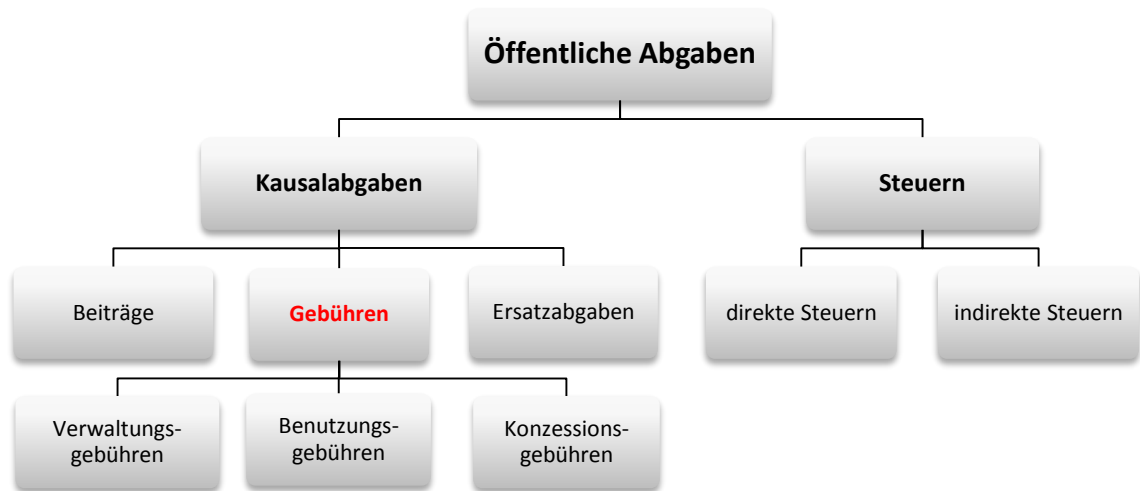 Öffentliche Abgaben
Kausalabgaben
Steuern
Beiträge
Gebühren
Ersatzabgaben
direkte Steuern
indirekte Steuern
Verwaltungs-
gebühren
Benutzungs-
gebühren
Konzessions-
gebühren